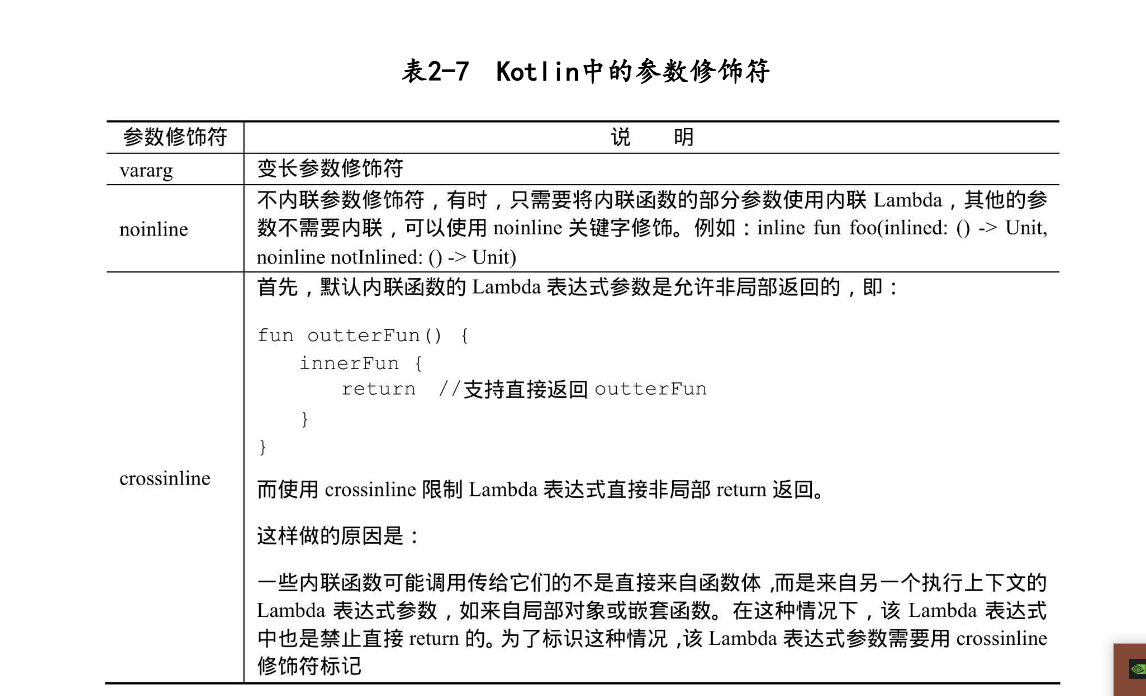 表2-7 Kotlin中的参数修饰符
参数修饰符 说 明
vararg 变长参数修饰符
noinline
不内联参数修饰符，有时，只需要将内联函数的部分参数使用内联 Lambda，其他的参
数不需要内联，可以使用 noinline 关键字修饰。例如：inline fun foo(inlined: () -> Unit,
noinline notInlined: () -> Unit)
crossinline
首先，默认内联函数的 Lambda 表达式参数是允许非局部返回的，即：
fun outterFun() {
innerFun {
return //支持直接返回 outterFun
}
}
而使用 crossinline 限制 Lambda 表达式直接非局部 return 返回。
这样做的原因是：
一些内联函数可能调用传给它们的不是直接来自函数体，而是来自另一个执行上下文的
Lambda 表达式参数，如来自局部对象或嵌套函数。在这种情况下，该 Lambda 表达式
中也是禁止直接 return 的。为了标识这种情况，该 Lambda 表达式参数需要用 crossinline
修饰符标记